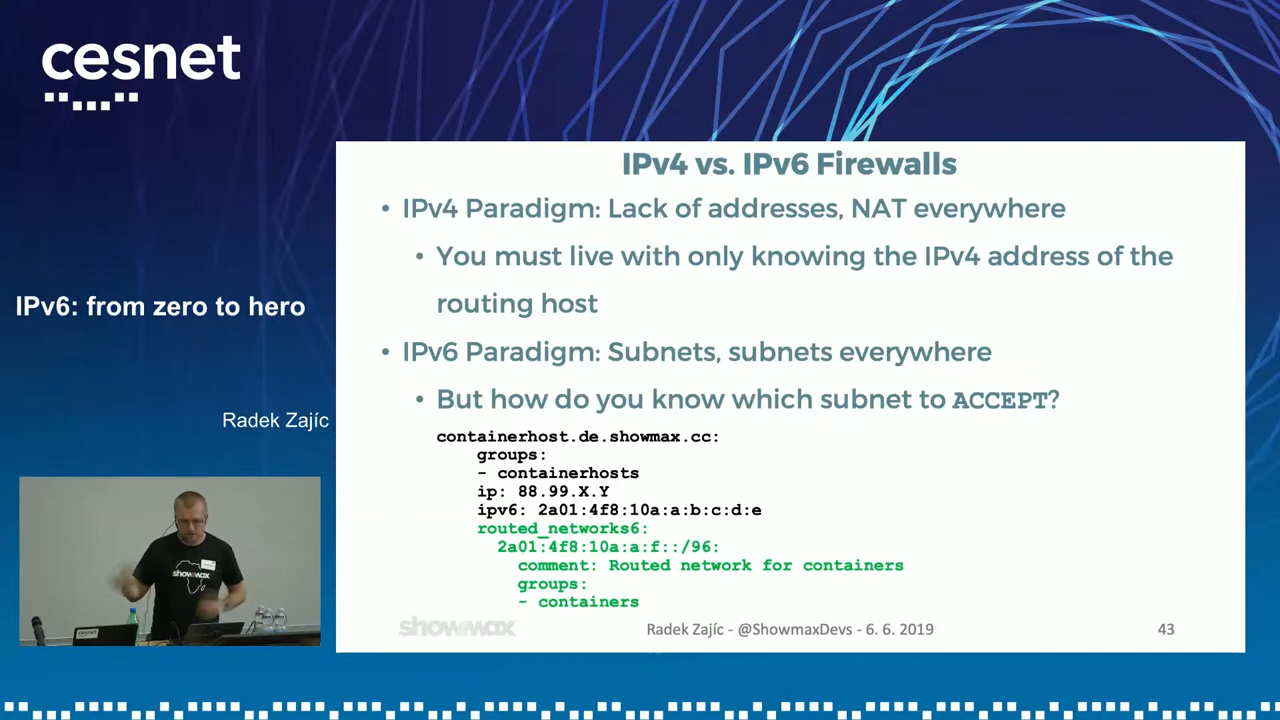 cesnet
IPv6: from zero to hero
Radek Zajíc
IPv4 vs. IPv6 Firewalls
• IPv4 Paradigm: Lack of addresses, NAT everywhere
• You must live with only knowing the IPv4 address of the
routing host
• IPv6 Paradigm: Subnets, subnets everywhere
• But how do you know which subnet to ACCEPT?
containerhost.de.showmax.cc:
groups:
- containerhosts
ip: 88.99.X.Y
ipv6: 2a01:4f8:10a:a:b:c:d:e
routed_networks6:
2a01:4f8:10a:a:f::/96:
comment: Routed network for containers
groups:
- containers
showmax
Radek Zajíc - @ShowmaxDevs - 6. 6. 2019
43
showmax
cesnet